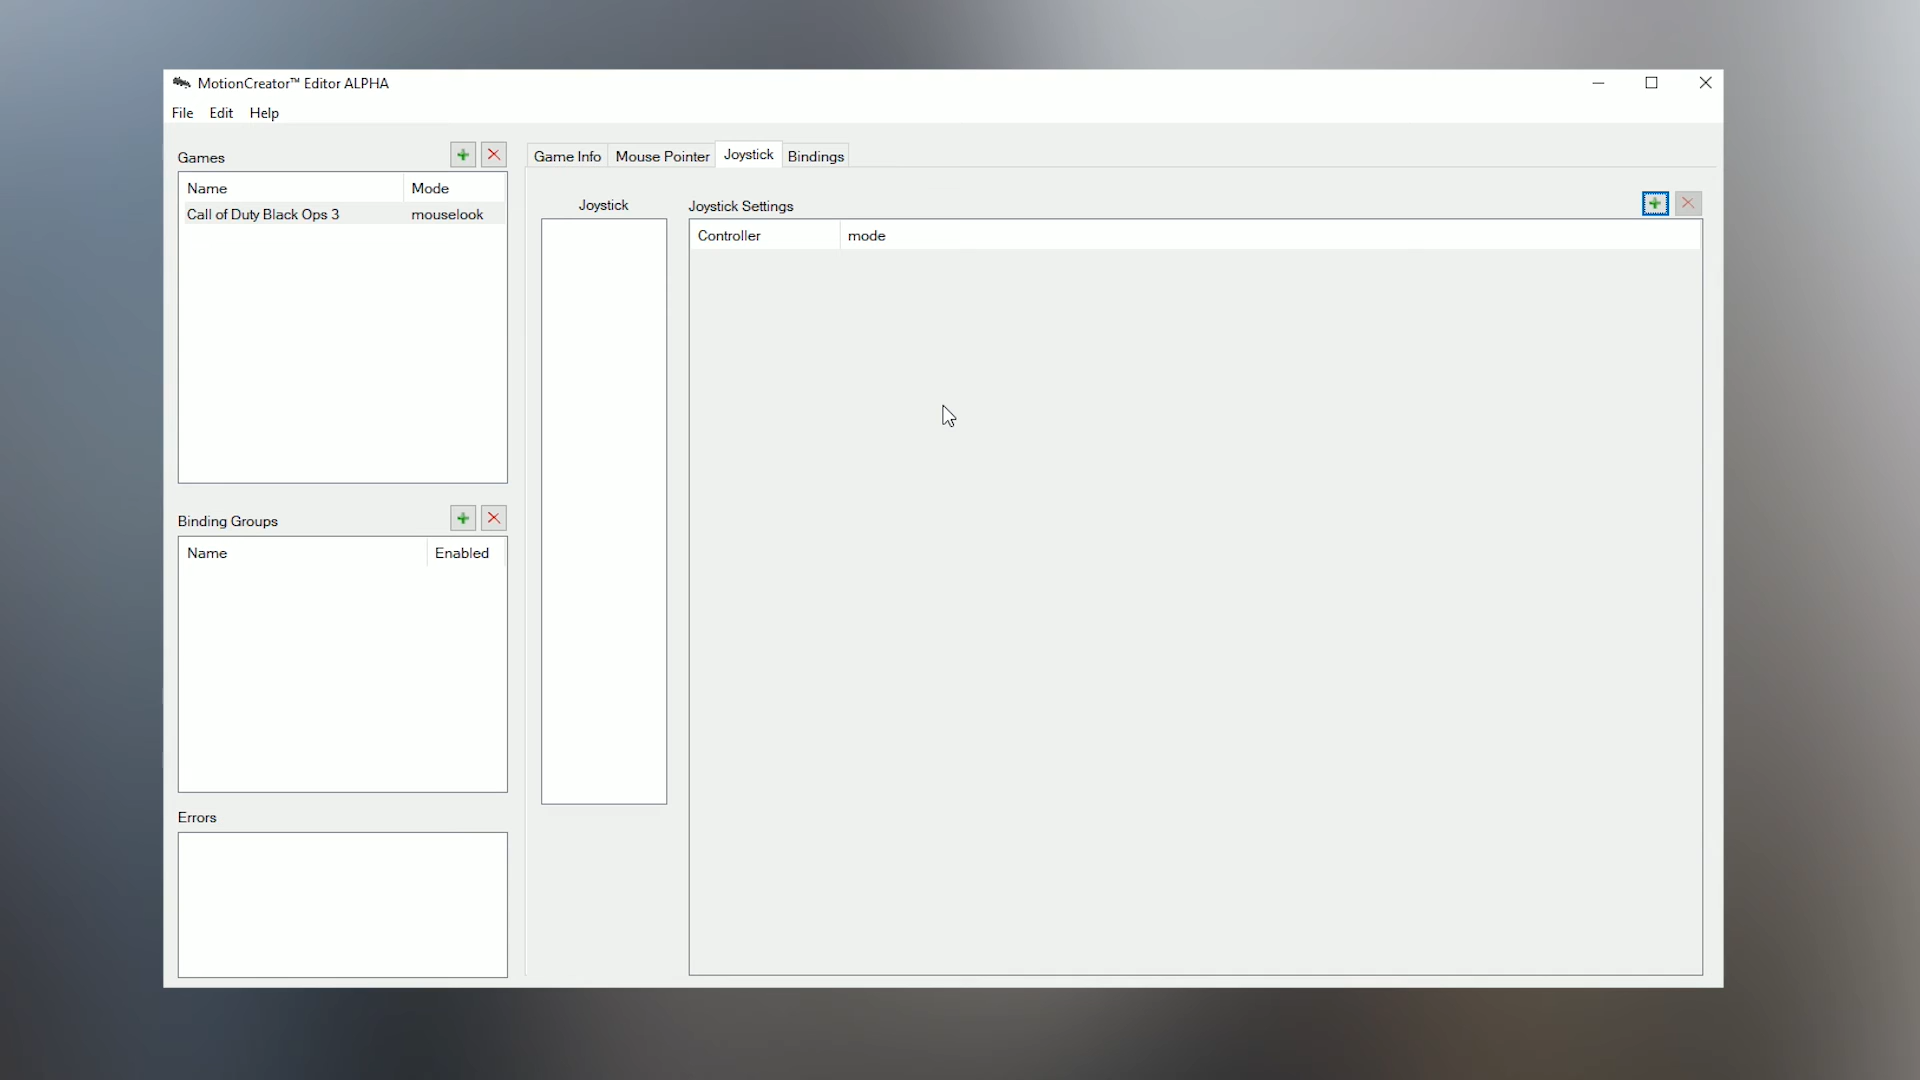 MotionCreator™ Editor ALPHA
File Edit Help
Games
Name Mode
Call of Duty Black Ops 3 mouselook
Binding Groups
Name Enabled
Errors
Game Info Mouse Pointer Joystick Bindings
Joystick
Joystick Settings
Controller mode